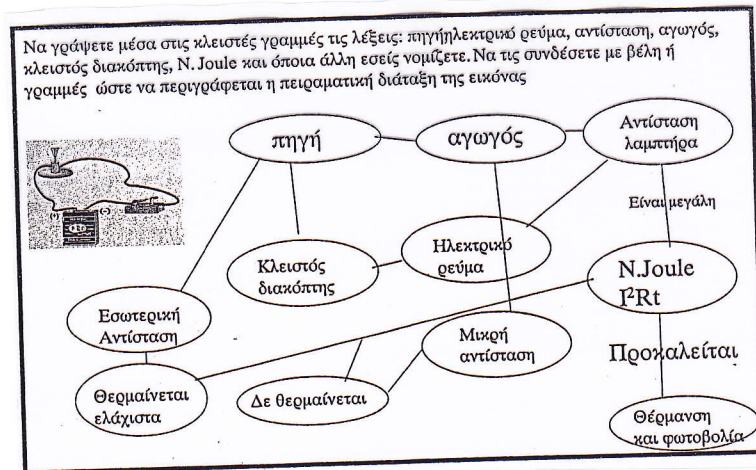 Να γράψετε μέσα στις κλειστές γραμμές τις λέξεις: πηγήηλεκτρικό ρεύμα, αντίσταση, αγωγός,
κλειστός διακόπτης, N. Joule και όποια άλλη εσείς νομίζετε. Να τις συνδέσετε με βέλη ή
γραμμές ώστε να περιγράφεται η πειραματική διάταξη της εικόνας
πηγή
αγωγός
Αντίσταση
λαμπτήρα
Είναι μεγάλη
Κλειστός
διακόπτης
Ηλεκτρικό
ρεύμα
N.Joule
I²Rt
Εσωτερική
Αντίσταση
Μικρή
αντίσταση
Προκαλείται
Θερμαίνεται
ελάχιστα
Δε θερμαίνεται
Θέρμανση
και φωτοβολία
(+)
(-)